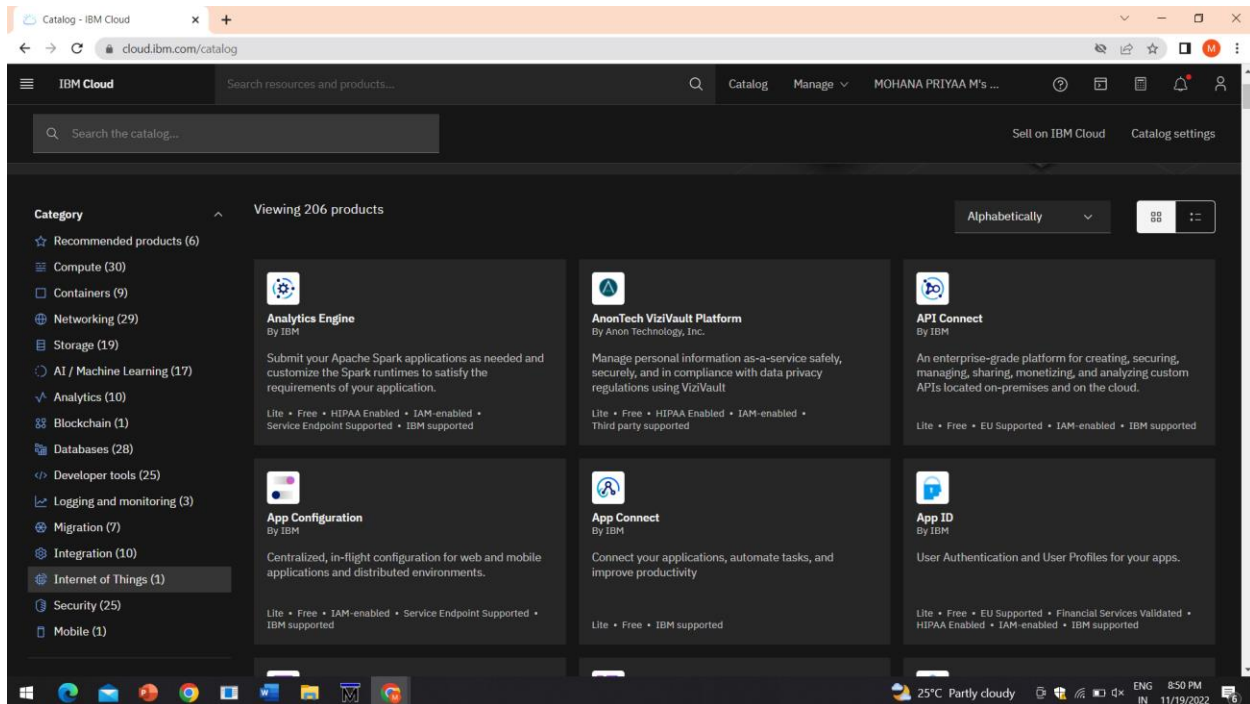 Catalog - IBM Cloud
cloud.ibm.com/catalog
M
IBM Cloud
Search resources and products...
Catalog
Manage
MOHANA PRIYAA M's ...
Search the catalog...
Sell on IBM Cloud
Catalog settings
Category
Recommended products (6)
Compute (30)
Containers (9)
Networking (29)
Storage (19)
AI / Machine Learning (17)
Analytics (10)
Blockchain (1)
Databases (28)
Developer tools (25)
Logging and monitoring (3)
Migration (7)
Integration (10)
Internet of Things (1)
Security (25)
Mobile (1)
Viewing 206 products
Alphabetically
Analytics Engine
By IBM
Submit your Apache Spark applications as needed and
customize the Spark runtimes to satisfy the
requirements of your application.
Lite • Free • HIPAA Enabled • IAM-enabled •
Service Endpoint Supported • IBM supported
AnonTech ViziVault Platform
By Anon Technology, Inc.
Manage personal information as-a-service safely,
securely, and in compliance with data privacy
regulations using ViziVault
Lite • Free • HIPAA Enabled • IAM-enabled •
Third party supported
API Connect
By IBM
An enterprise-grade platform for creating, securing,
managing, sharing, monetizing, and analyzing custom
APIs located on-premises and on the cloud.
Lite • Free • EU Supported • IAM-enabled • IBM supported
App Configuration
By IBM
Centralized, in-flight configuration for web and mobile
applications and distributed environments.
Lite • Free • IAM-enabled • Service Endpoint Supported •
IBM supported
App Connect
By IBM
Connect your applications, automate tasks, and
improve productivity
Lite • Free • IBM supported
App ID
By IBM
User Authentication and User Profiles for your apps.
Lite • Free • EU Supported • Financial Services Validated •
HIPAA Enabled • IAM-enabled • IBM supported
25°C Partly cloudy
ENG
IN
8:50 PM
11/19/2022
6